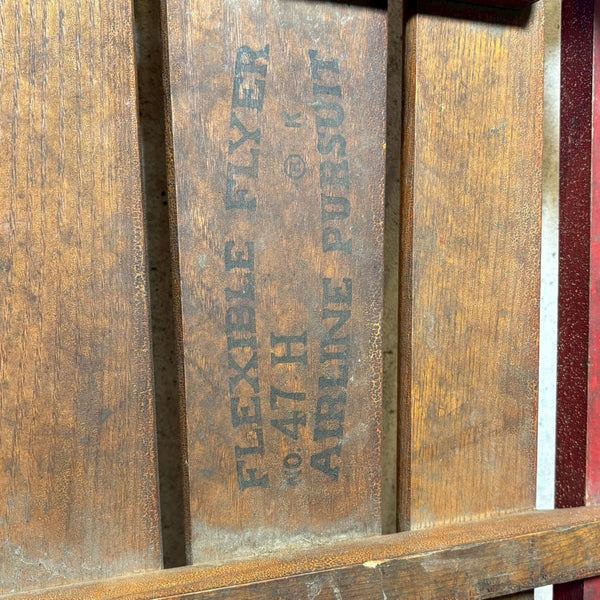 FLEXIBLE FLYER
NO. 47 H K
AIRLINE PURSUIT